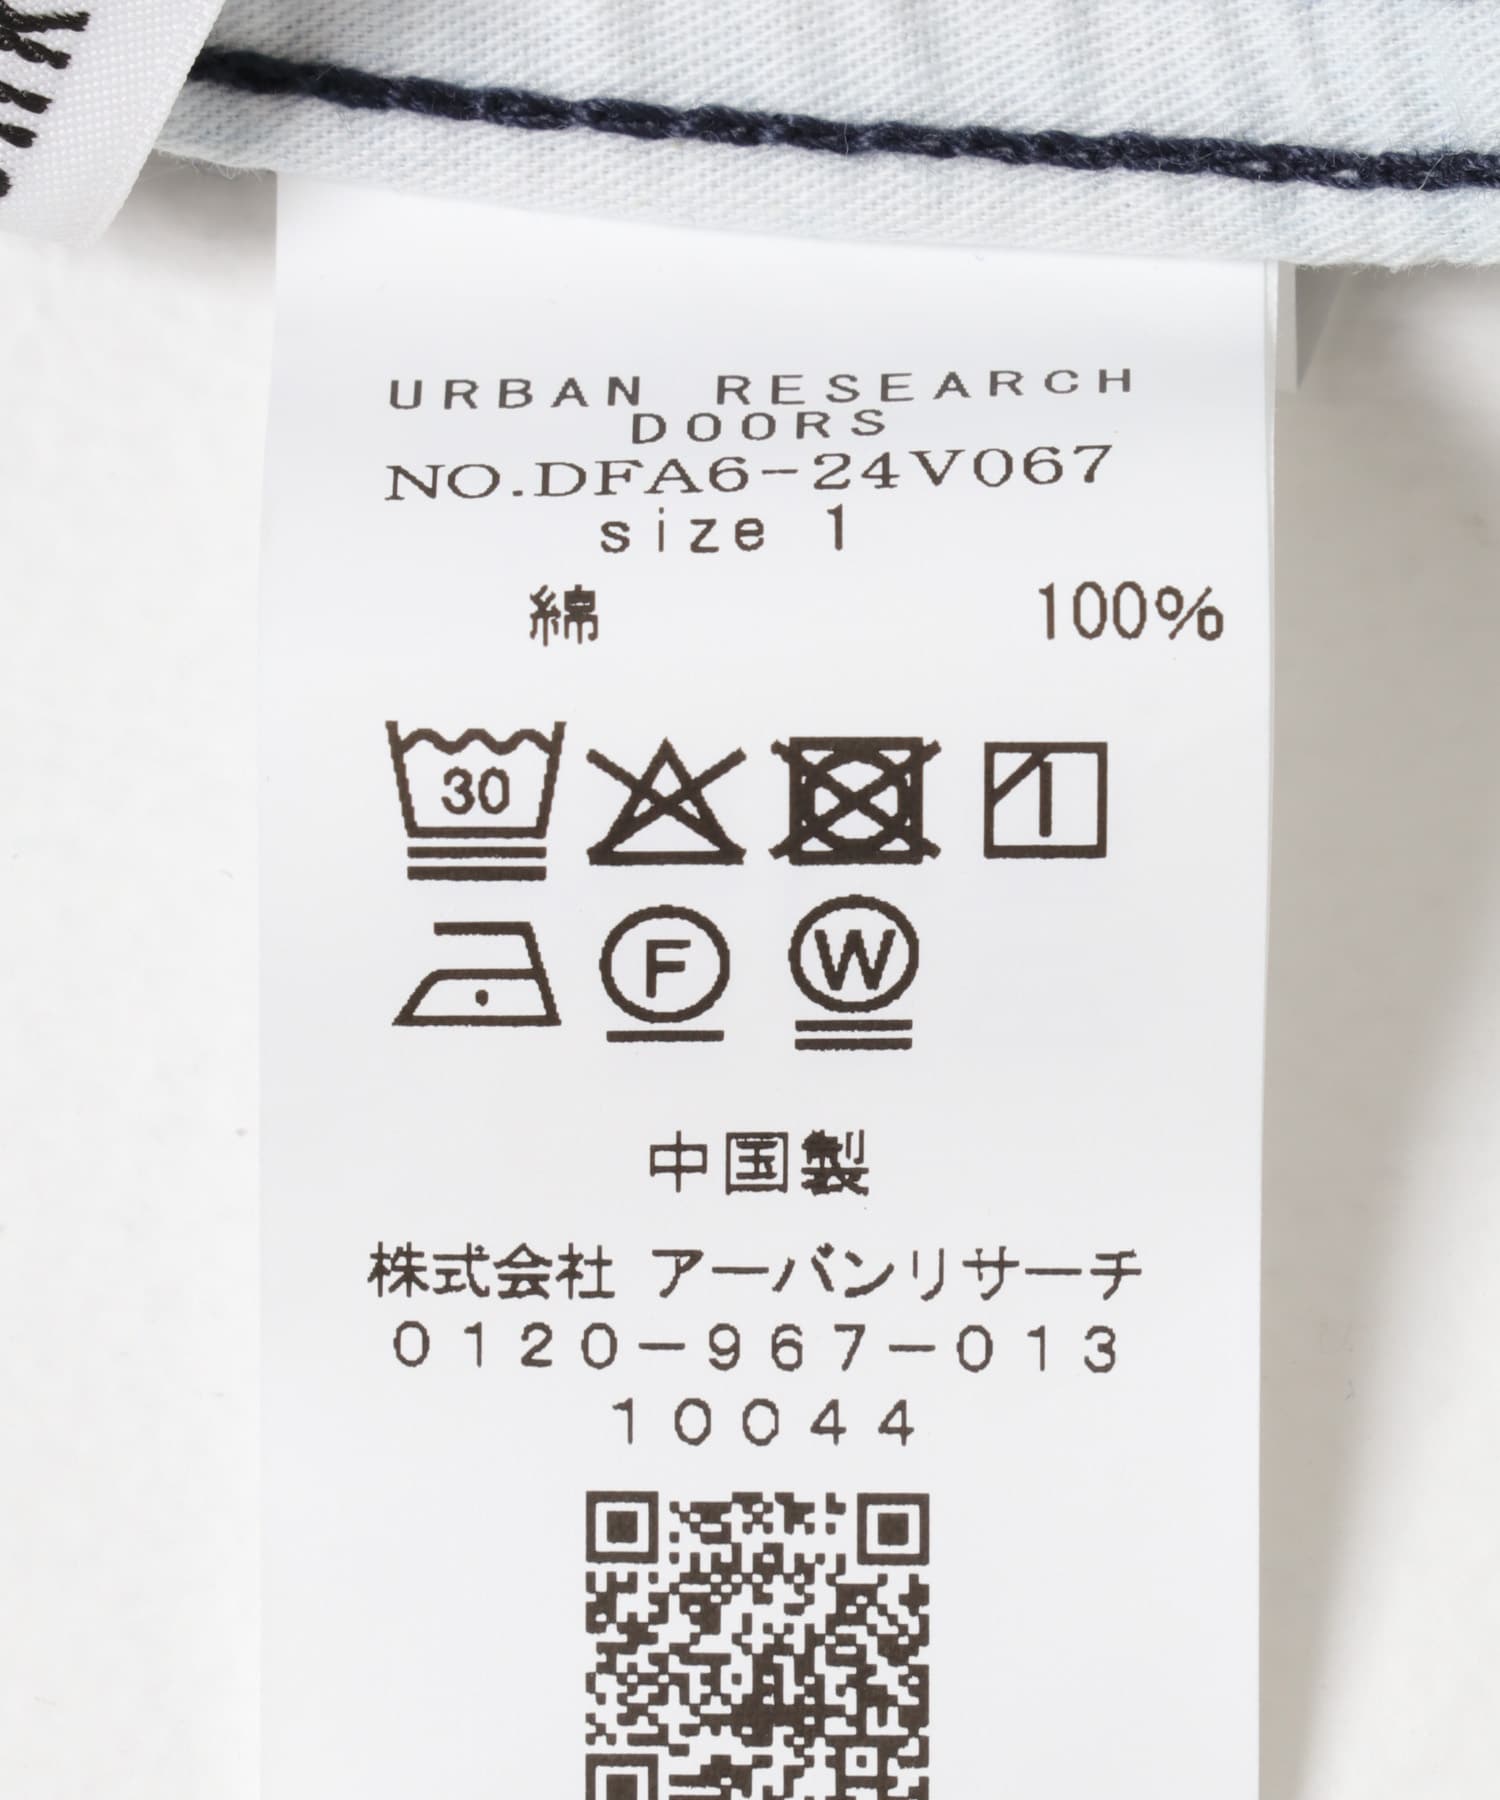 URBAN RESEARCH
DOORS
NO.DFA6-24V067
size 1
綿 100%
30
F W
中国製
株式会社 アーバンリサーチ
0120-967-013
10044